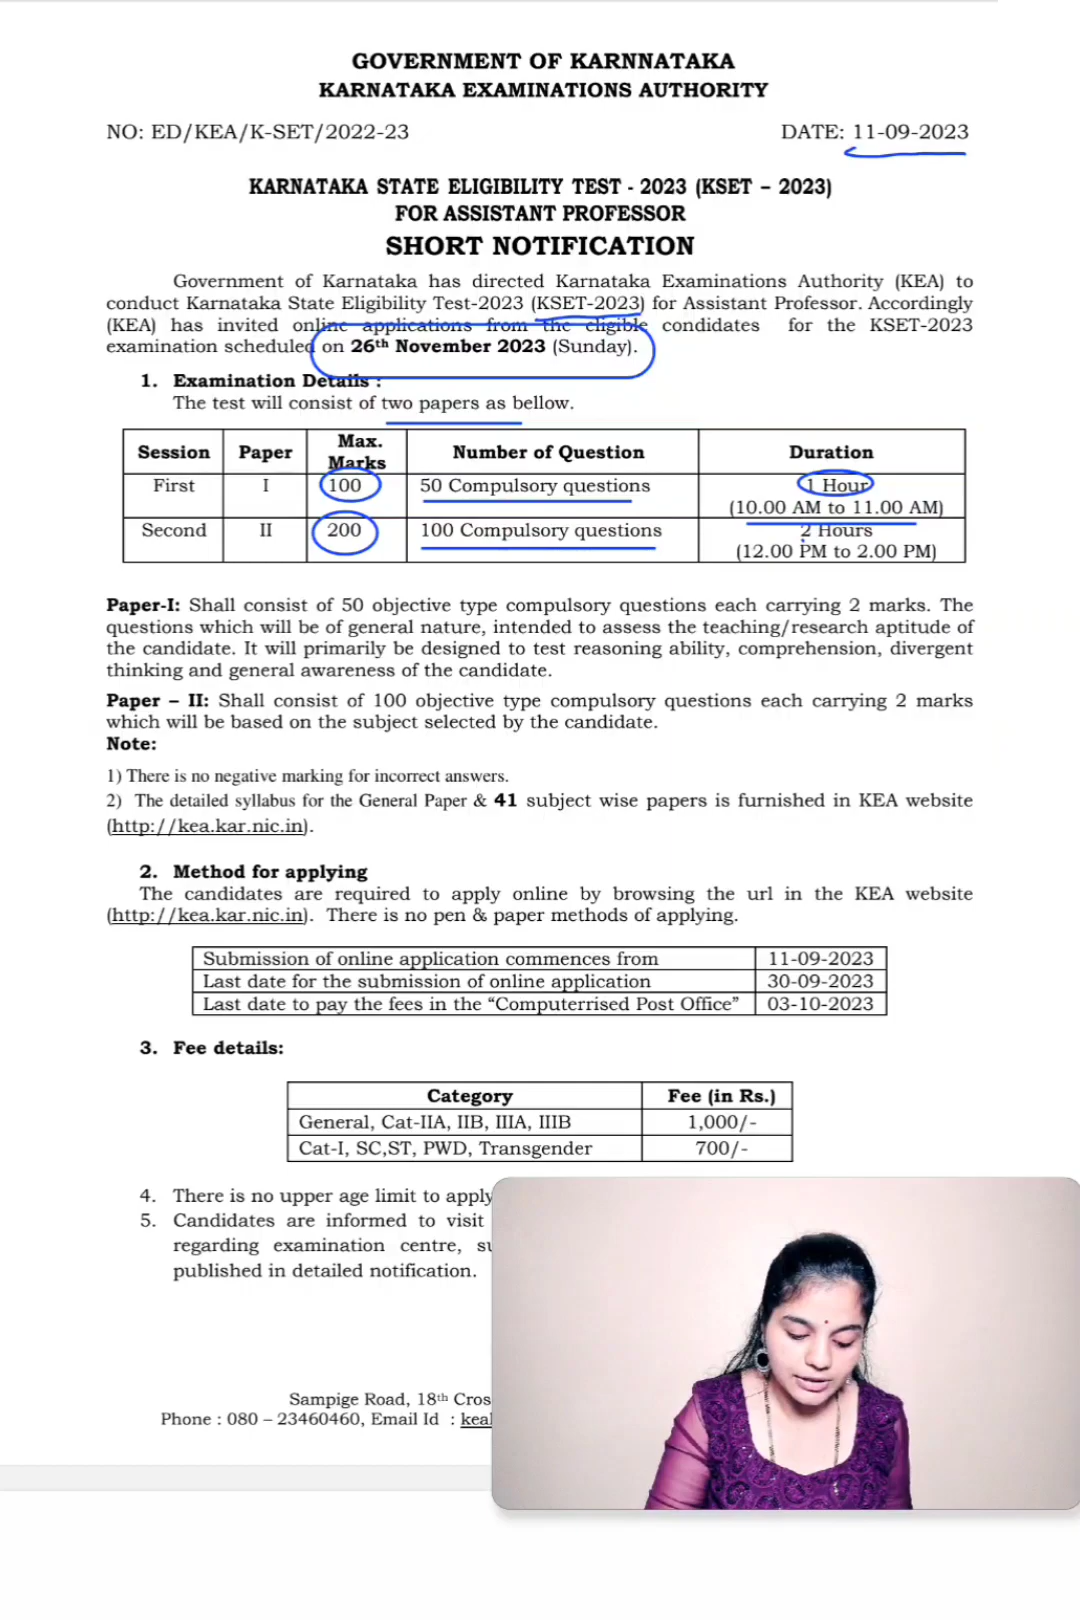 GOVERNMENT OF KARNNATAKA
KARNATAKA EXAMINATIONS AUTHORITY
NO: ED/KEA/K-SET/2022-23 DATE: 11-09-2023
KARNATAKA STATE ELIGIBILITY TEST - 2023 (KSET – 2023)
FOR ASSISTANT PROFESSOR
SHORT NOTIFICATION
Government of Karnataka has directed Karnataka Examinations Authority (KEA) to
conduct Karnataka State Eligibility Test-2023 (KSET-2023) for Assistant Professor. Accordingly
(KEA) has invited online applications from the eligible candidates for the KSET-2023
examination scheduled on 26th November 2023 (Sunday).
1. Examination Details :
The test will consist of two papers as bellow.
Session Paper Max. Marks Number of Question Duration
First I 100 50 Compulsory questions 1 Hour
(10.00 AM to 11.00 AM)
Second II 200 100 Compulsory questions 2 Hours
(12.00 PM to 2.00 PM)
Paper-I: Shall consist of 50 objective type compulsory questions each carrying 2 marks. The
questions which will be of general nature, intended to assess the teaching/research aptitude of
the candidate. It will primarily be designed to test reasoning ability, comprehension, divergent
thinking and general awareness of the candidate.
Paper – II: Shall consist of 100 objective type compulsory questions each carrying 2 marks
which will be based on the subject selected by the candidate.
Note:
1) There is no negative marking for incorrect answers.
2) The detailed syllabus for the General Paper & 41 subject wise papers is furnished in KEA website
(http://kea.kar.nic.in).
2. Method for applying
The candidates are required to apply online by browsing the url in the KEA website
(http://kea.kar.nic.in). There is no pen & paper methods of applying.
Submission of online application commences from 11-09-2023
Last date for the submission of online application 30-09-2023
Last date to pay the fees in the “Computerrised Post Office” 03-10-2023
3. Fee details:
Category Fee (in Rs.)
General, Cat-IIA, IIB, IIIA, IIIB 1,000/-
Cat-I, SC,ST, PWD, Transgender 700/-
4. There is no upper age limit to apply
5. Candidates are informed to visit
regarding examination centre,
published in detailed notification.
Sampige Road, 18th
Phone : 080 – 23460460, Email Id :